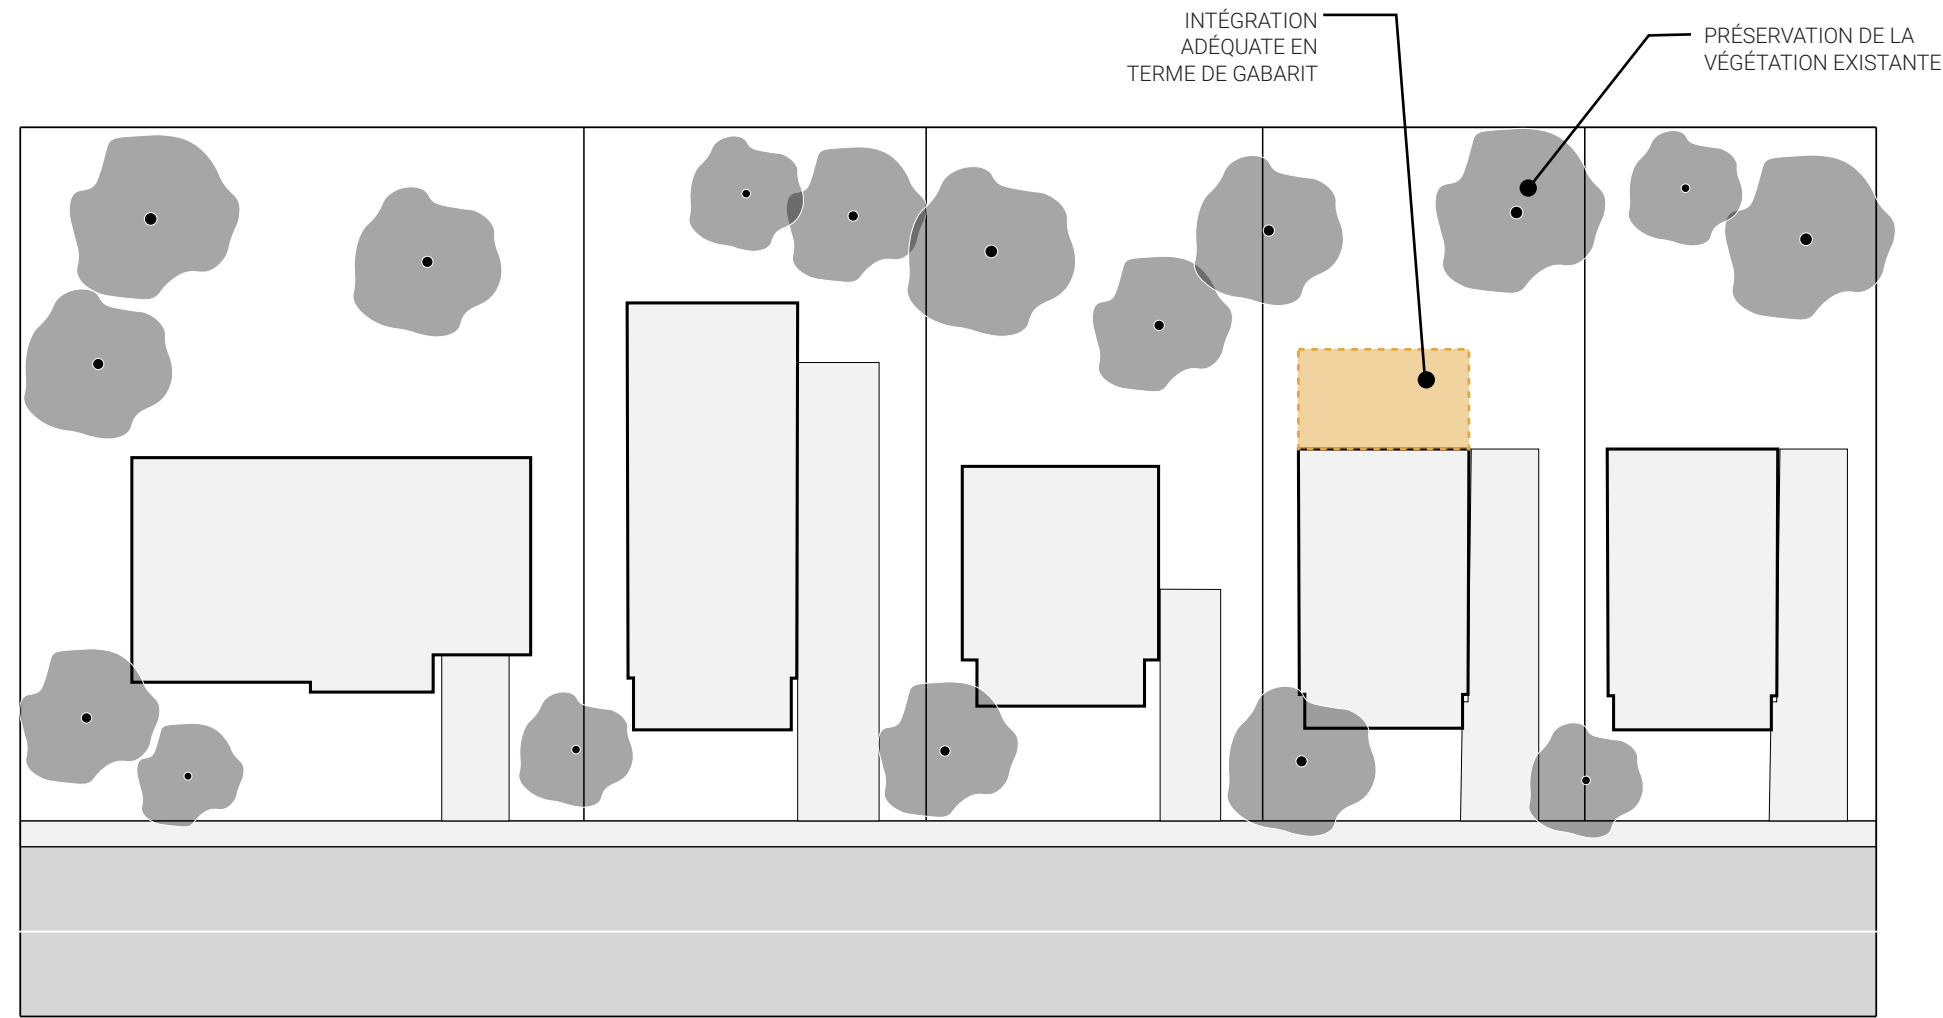 INTÉGRATION
ADÉQUATE EN
TERME DE GABARIT
PRÉSERVATION DE LA
VÉGÉTATION EXISTANTE